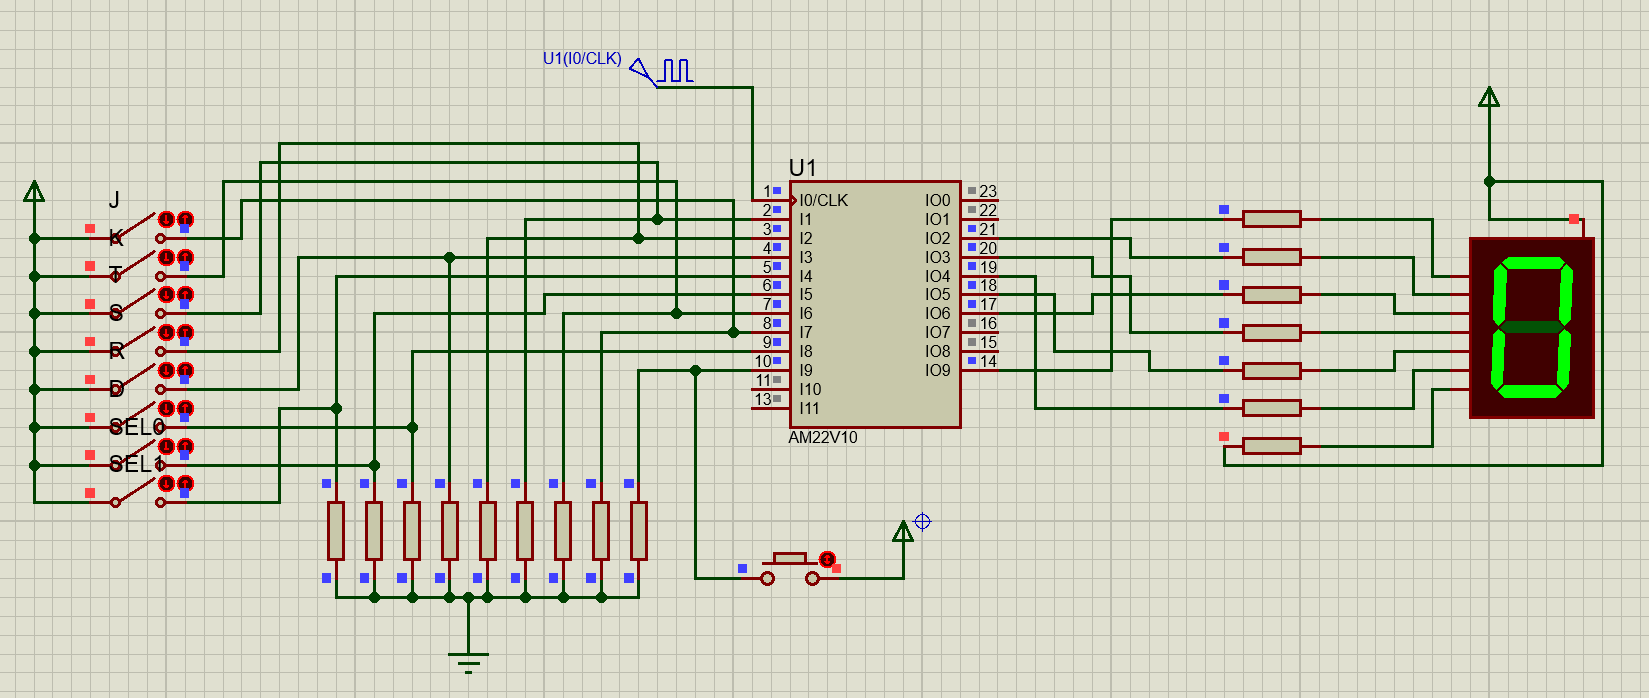 U1(I0/CLK)
U1
J
K
T
S
R
D
SEL0
SEL1
1 I0/CLK IO0 23
2 I1 IO1 22
3 I2 IO2 21
4 I3 IO3 20
5 I4 IO4 19
6 I5 IO5 18
7 I6 IO6 17
8 I7 IO7 16
9 I8 IO8 15
10 I9 IO9 14
11 I10
13 I11
AM22V10
0